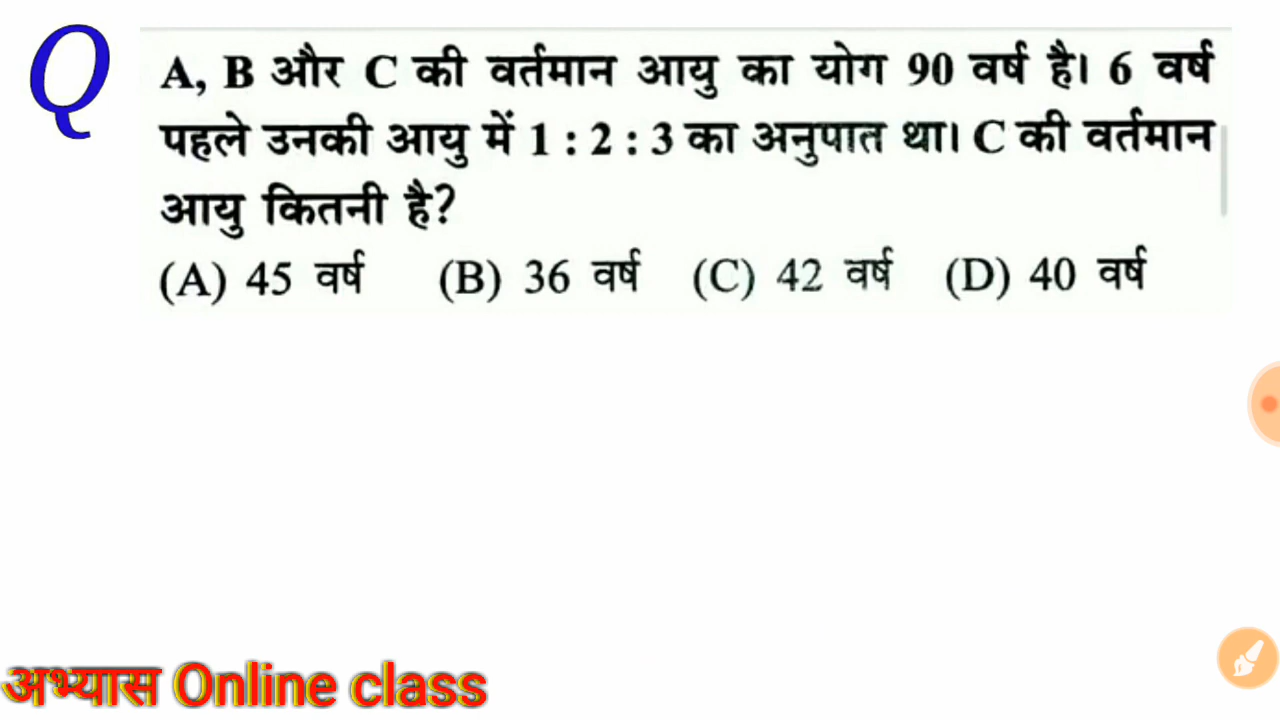 Q
A, B और C की वर्तमान आयु का योग 90 वर्ष है। 6 वर्ष
पहले उनकी आयु में 1 : 2 : 3 का अनुपात था। C की वर्तमान
आयु कितनी है?
(A) 45 वर्ष (B) 36 वर्ष (C) 42 वर्ष (D) 40 वर्ष
अभ्यास Online class